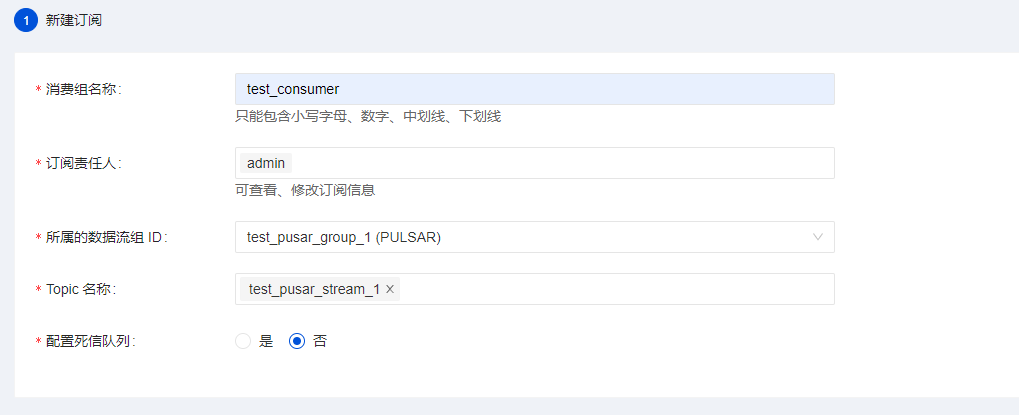 1 新建订阅
* 消费组名称: test_consumer
只能包含小写字母、数字、中划线、下划线
* 订阅责任人: admin
可查看、修改订阅信息
* 所属的数据流组 ID: test_pusar_group_1 (PULSAR)
* Topic 名称: test_pusar_stream_1 ×
* 配置死信队列: 是 否